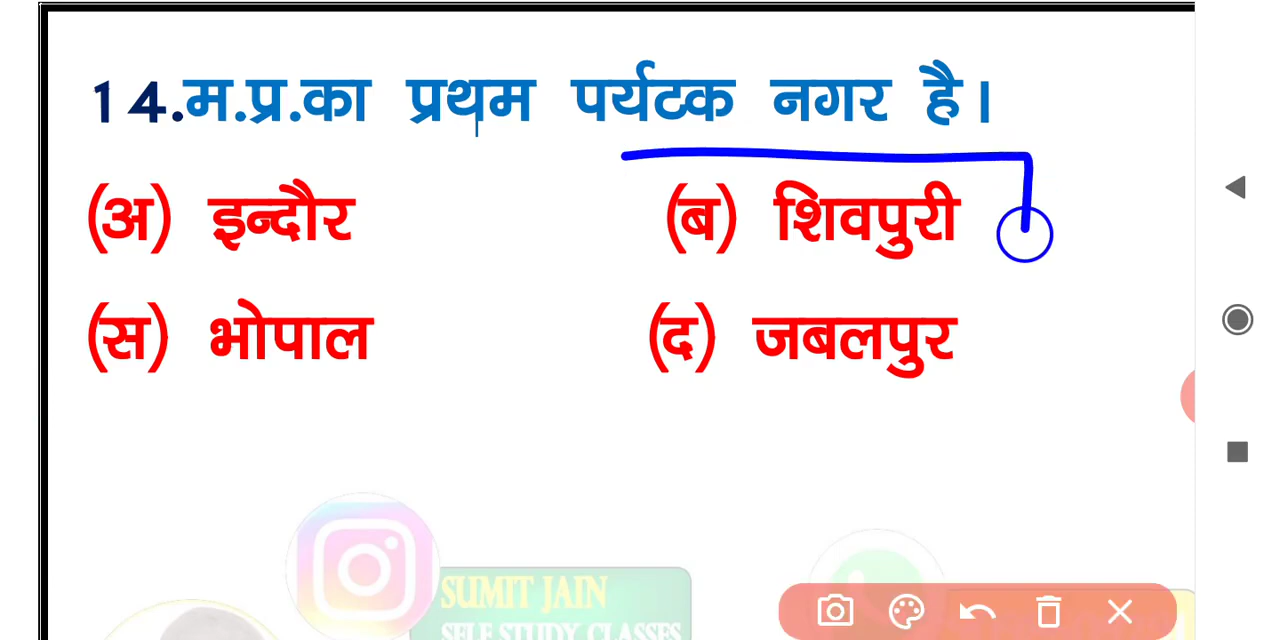 14.म.प्र.का प्रथम पर्यटक नगर है।
(अ) इन्दौर (ब) शिवपुरी
(स) भोपाल (द) जबलपुर
SUMIT JAIN
SELF STUDY CLASSES